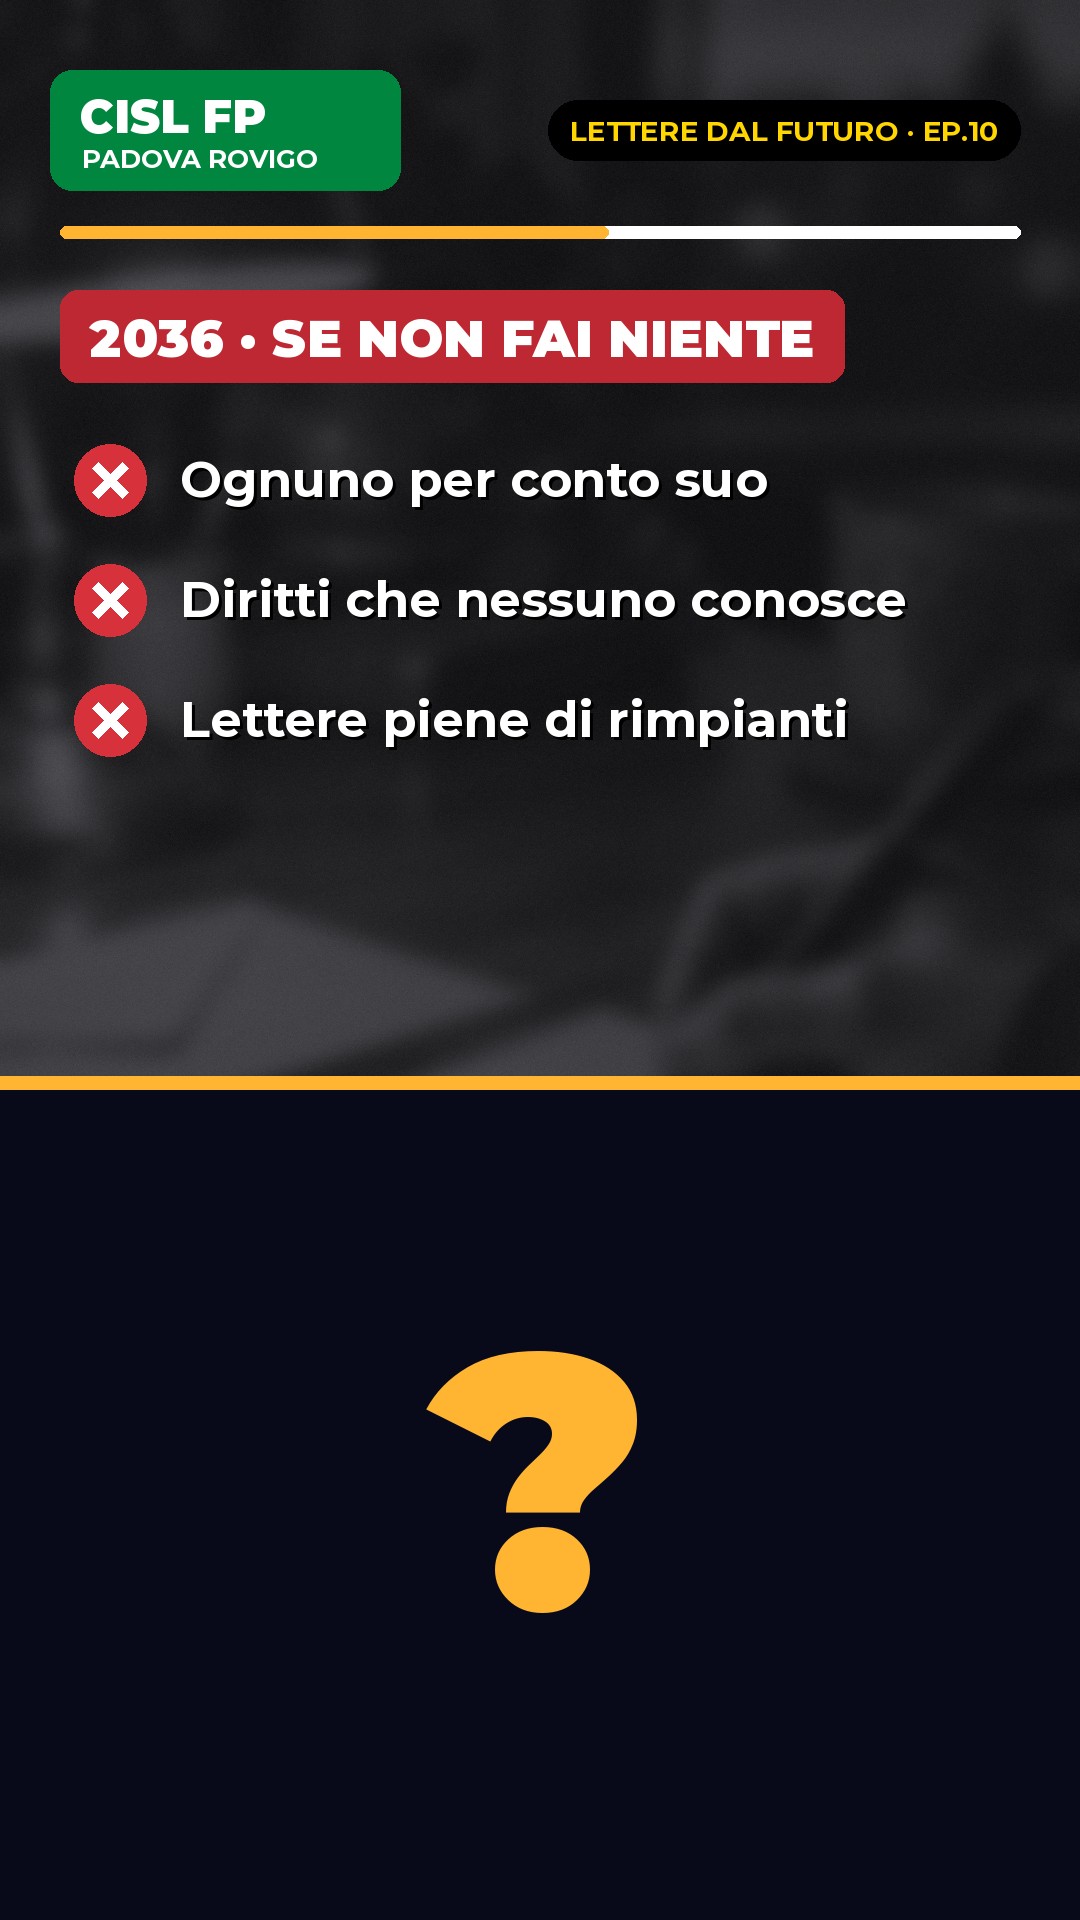 CISL FP
PADOVA ROVIGO
LETTERE DAL FUTURO · EP.10
2036 • SE NON FAI NIENTE
Ognuno per conto suo
Diritti che nessuno conosce
Lettere piene di rimpianti
?